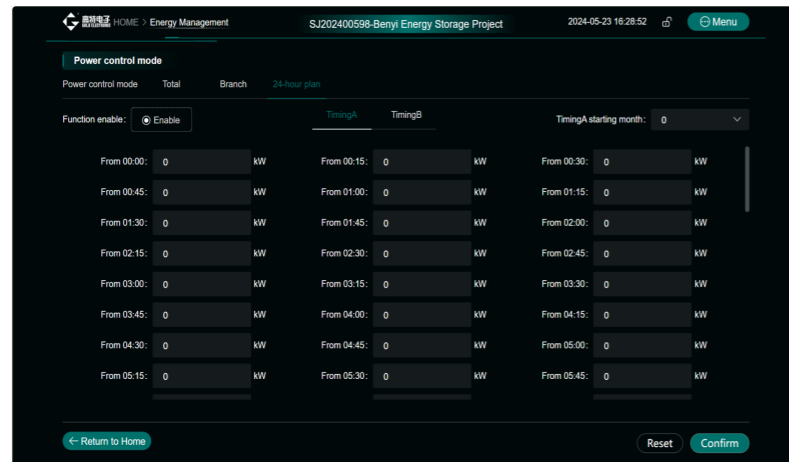 高特电子 GOLD ELECTRONIC HOME > Energy Management SJ202400598-Benyi Energy Storage Project 2024-05-23 16:28:52 Menu
Power control mode
Power control mode Total Branch 24-hour plan
Function enable: Enable TimingA TimingB TimingA starting month: 0
From 00:00: 0 kW From 00:15: 0 kW From 00:30: 0 kW
From 00:45: 0 kW From 01:00: 0 kW From 01:15: 0 kW
From 01:30: 0 kW From 01:45: 0 kW From 02:00: 0 kW
From 02:15: 0 kW From 02:30: 0 kW From 02:45: 0 kW
From 03:00: 0 kW From 03:15: 0 kW From 03:30: 0 kW
From 03:45: 0 kW From 04:00: 0 kW From 04:15: 0 kW
From 04:30: 0 kW From 04:45: 0 kW From 05:00: 0 kW
From 05:15: 0 kW From 05:30: 0 kW From 05:45: 0 kW
Return to Home Reset Confirm